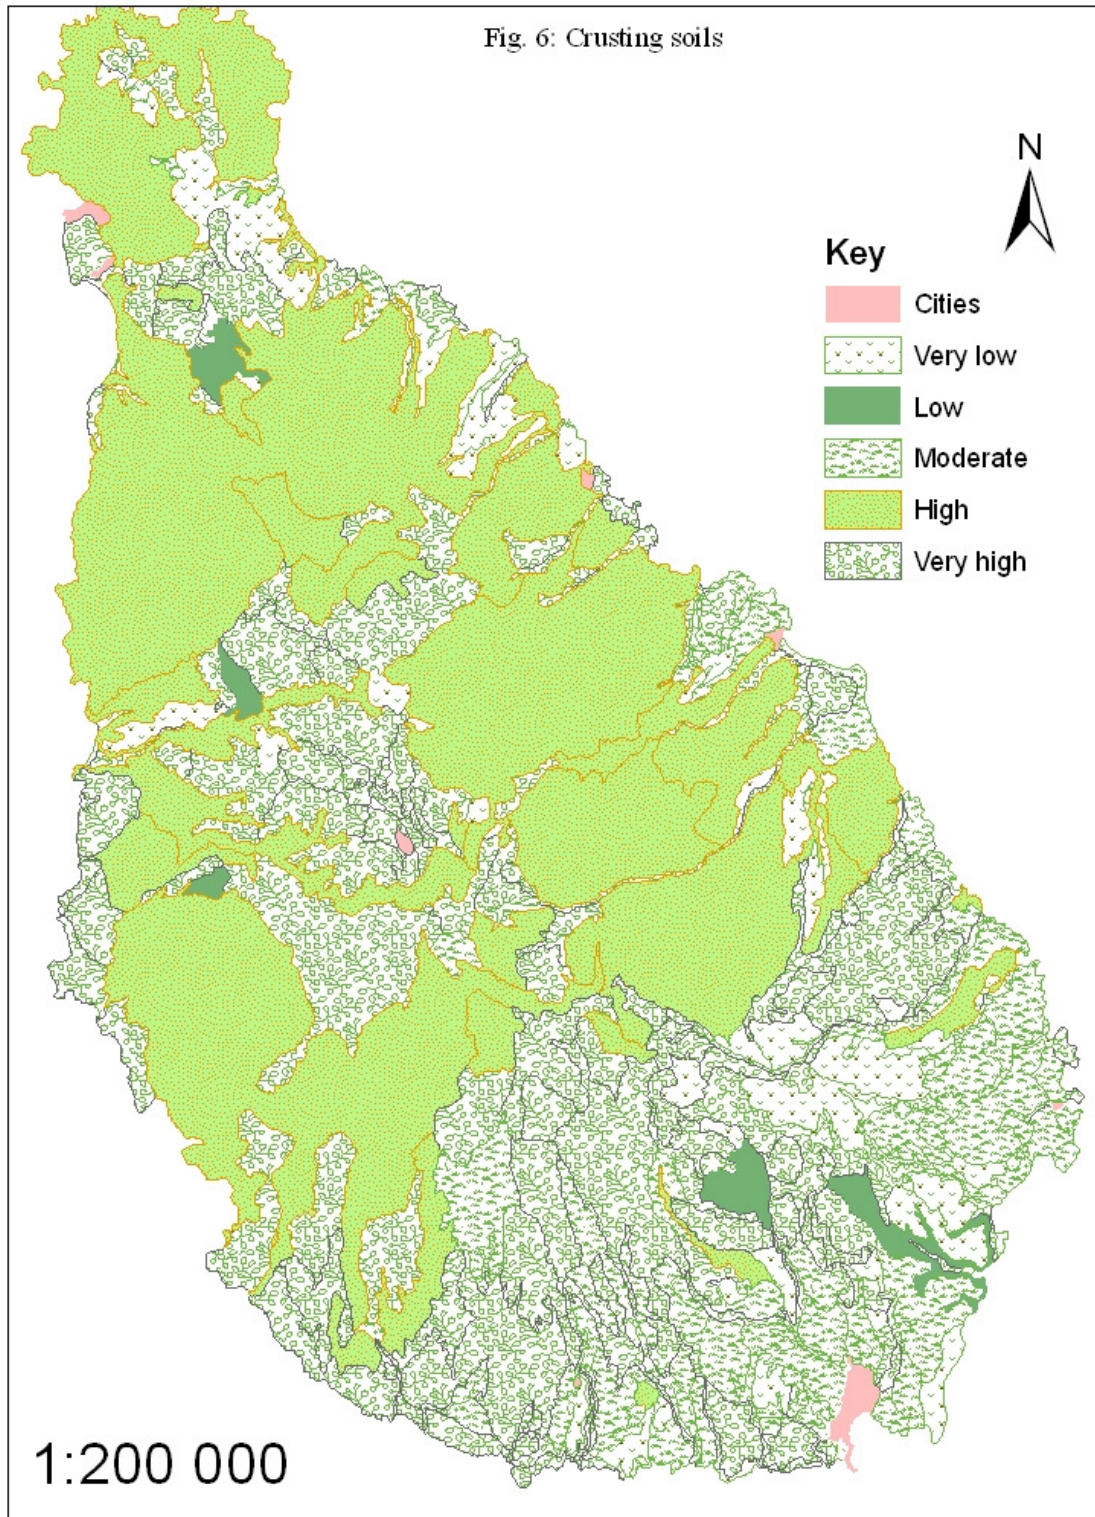 Fig. 6: Crusting soils
N
Key
Cities
Very low
Low
Moderate
High
Very high
1:200 000